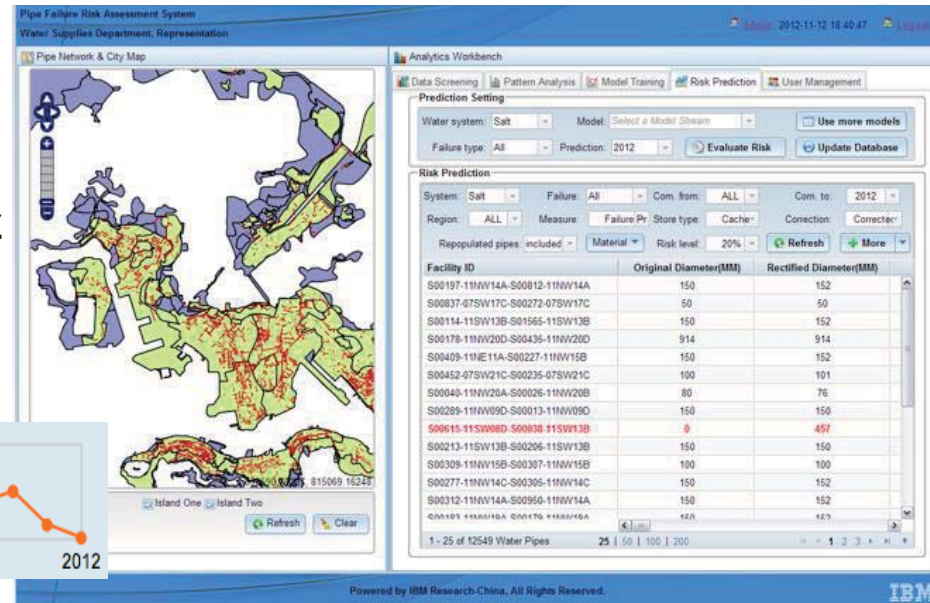 Pipe Failure Risk Assessment System
Water Supplies Department, Representation
Admin, 2012-11-12 18:40:47
Pipe Network & City Map
Analytics Workbench
Data Screening Pattern Analysis Model Training Risk Prediction User Management
Prediction Setting
Water system: Salt Model: Select a Model Stream Use more models
Failure type: All Prediction: 2012 Evaluate Risk Update Database
Risk Prediction
System: Salt Failure: All Com. from: ALL Com. to: 2012
Region: ALL Measure: Failure Pr Store type: Cache Correction: Correctec
Repopulated pipes: included Material Risk level: 20% Refresh More
Facility ID Original Diameter(MM) Rectified Diameter(MM)
S00197-11NW14A-S00812-11NW14A 150 152
S00837-07SW17C-S00272-07SW17C 50 50
S00114-11SW13B-S01565-11SW13B 150 152
S00178-11NW20D-S00436-11NW20D 914 914
S00409-11NE11A-S00227-11NW15B 150 152
S00452-07SW21C-S00235-07SW21C 100 101
S00040-11NW20A-S00026-11NW20B 80 76
S00289-11NW09D-S00013-11NW09D 150 150
S00615-11SW08D-S00038-11SW13B 0 457
S00213-11SW13B-S00206-11SW13B 150 150
S00309-11NW15B-S00307-11NW15B 100 100
S00277-11NW14C-S00305-11NW14C 150 152
S00312-11NW14A-S00950-11NW14A 150 152
815069.16248
Island One Island Two
Refresh Clear
1 - 25 of 12549 Water Pipes 25 | 50 | 100 | 200 1 2 3
2012
Powered by IBM Research-China, All Rights Reserved.
IBM